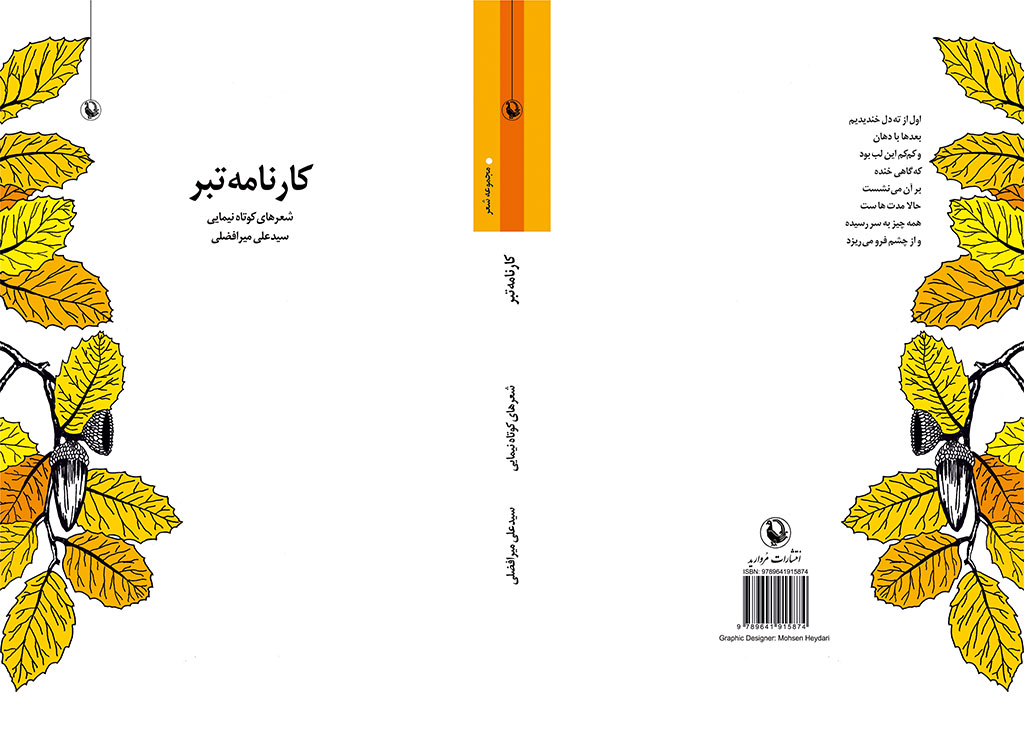 کارنامه تبر
شعرهای کوتاه نیمایی
سیدعلی میرافضلی
مجموعه شعر
کارنامه تبر
شعرهای کوتاه نیمایی
سیدعلی میرافضلی
اول از ته دل خندیدیم
بعدها با دهان
و کم‌کم این لب بود
که گاهی خنده
بر آن می‌نشست
حالا مدت ها ست
همه چیز به سر رسیده
و از چشم فرو می‌ریزد
انتشارات مُروارید
ISBN: 9789641915874
9 789641 915874
Graphic Designer: Mohsen Heydari